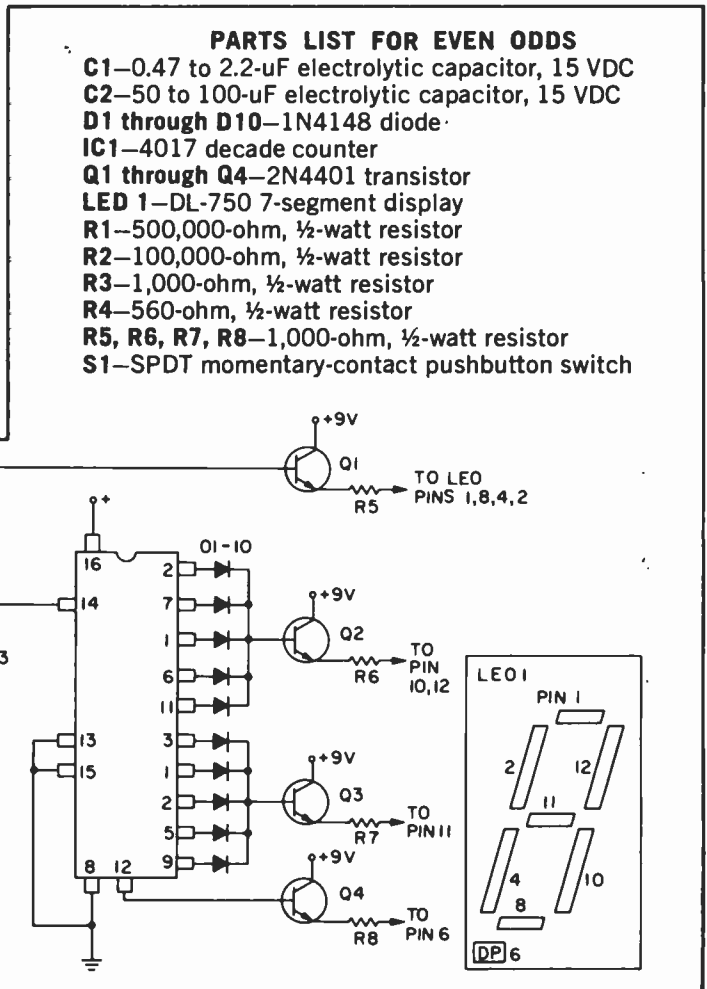 PARTS LIST FOR EVEN ODDS
C1—0.47 to 2.2-uF electrolytic capacitor, 15 VDC
C2—50 to 100-uF electrolytic capacitor, 15 VDC
D1 through D10—1N4148 diode
IC1—4017 decade counter
Q1 through Q4—2N4401 transistor
LED 1—DL-750 7-segment display
R1—500,000-ohm, ½-watt resistor
R2—100,000-ohm, ½-watt resistor
R3—1,000-ohm, ½-watt resistor
R4—560-ohm, ½-watt resistor
R5, R6, R7, R8—1,000-ohm, ½-watt resistor
S1—SPDT momentary-contact pushbutton switch
+9V
Q1
R5
TO LEO
PINS 1,8,4,2
+
16
14
3
13
15
8
12
01-10
2
7
1
6
11
3
1
2
5
9
+9V
Q2
R6
TO
PIN
10,12
+9V
Q3
R7
TO
PIN 11
+9V
Q4
R8
TO
PIN 6
LEO1
PIN 1
2
12
11
4
10
8
DP 6